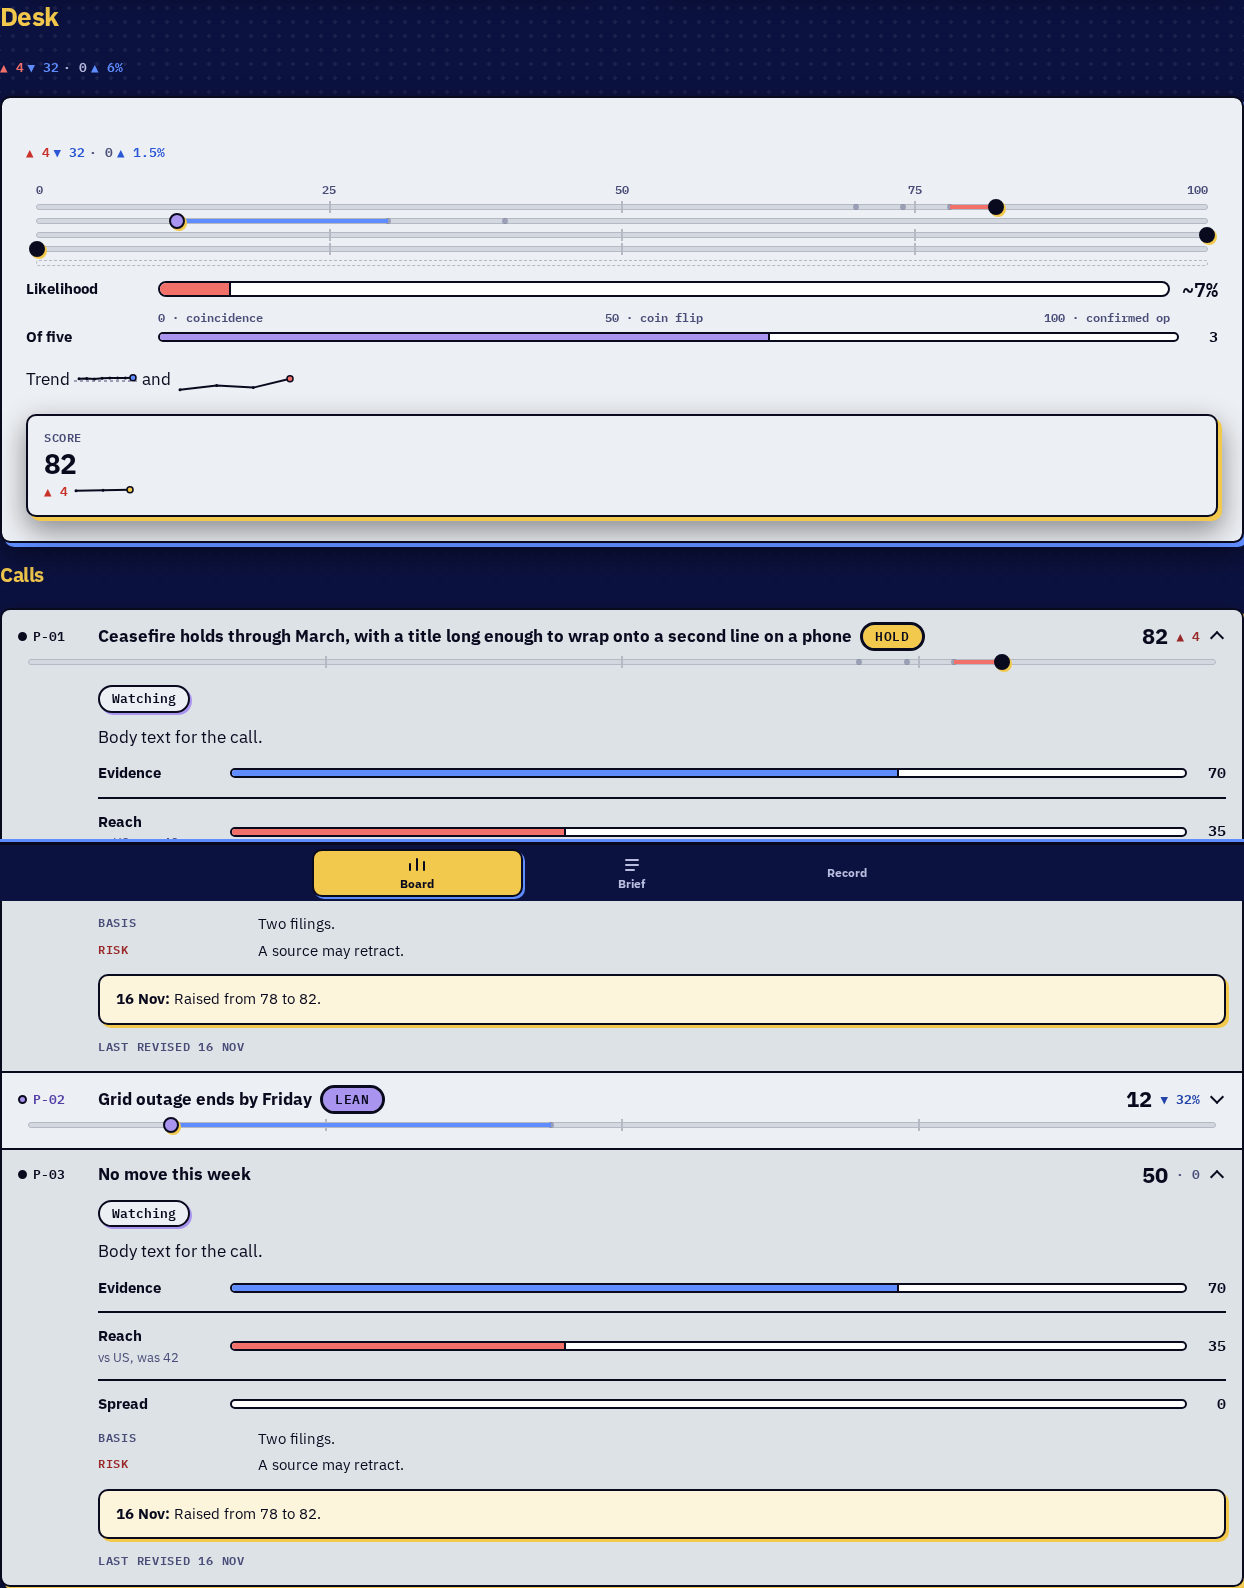 Desk
▲ 4 ▼ 32 · 0 ▲ 6%
▲ 4 ▼ 32 · 0 ▲ 1.5%
0 25 50 75 100
Likelihood ~7%
0 · coincidence 50 · coin flip 100 · confirmed op
Of five 3
Trend and
SCORE
82
▲ 4
Calls
P-01 Ceasefire holds through March, with a title long enough to wrap onto a second line on a phone HOLD 82 ▲ 4
Watching
Body text for the call.
Evidence 70
Reach 35
Board Brief Record
BASIS Two filings.
RISK A source may retract.
16 Nov: Raised from 78 to 82.
LAST REVISED 16 NOV
P-02 Grid outage ends by Friday LEAN 12 ▼ 32%
P-03 No move this week 50 · 0
Watching
Body text for the call.
Evidence 70
Reach 35
vs US, was 42
Spread 0
BASIS Two filings.
RISK A source may retract.
16 Nov: Raised from 78 to 82.
LAST REVISED 16 NOV